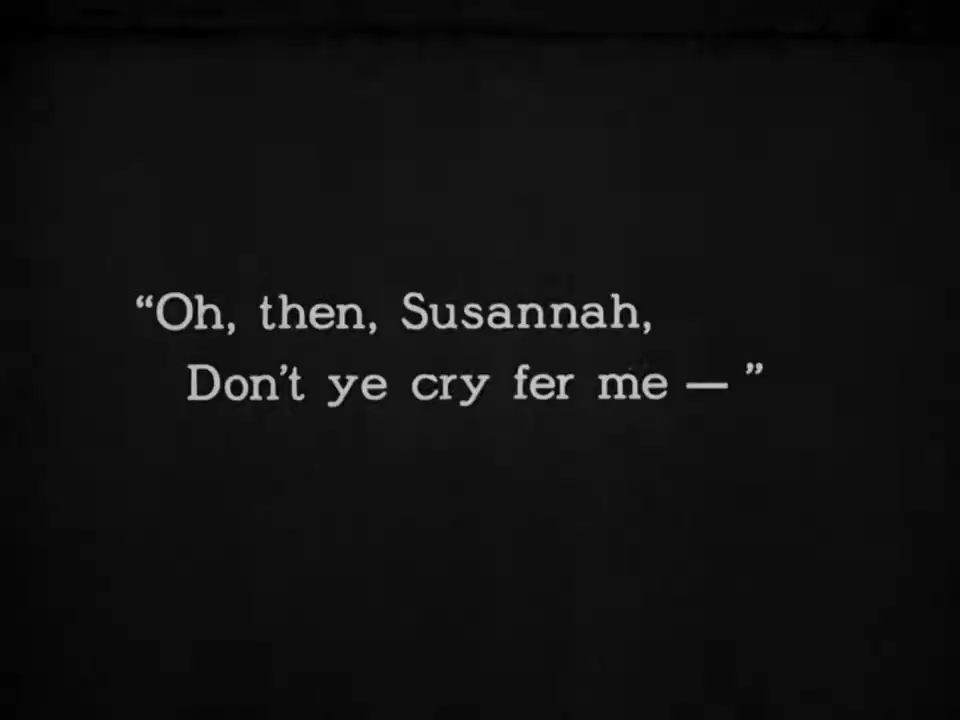 “Oh, then, Susannah,
Don’t ye cry fer me — ”